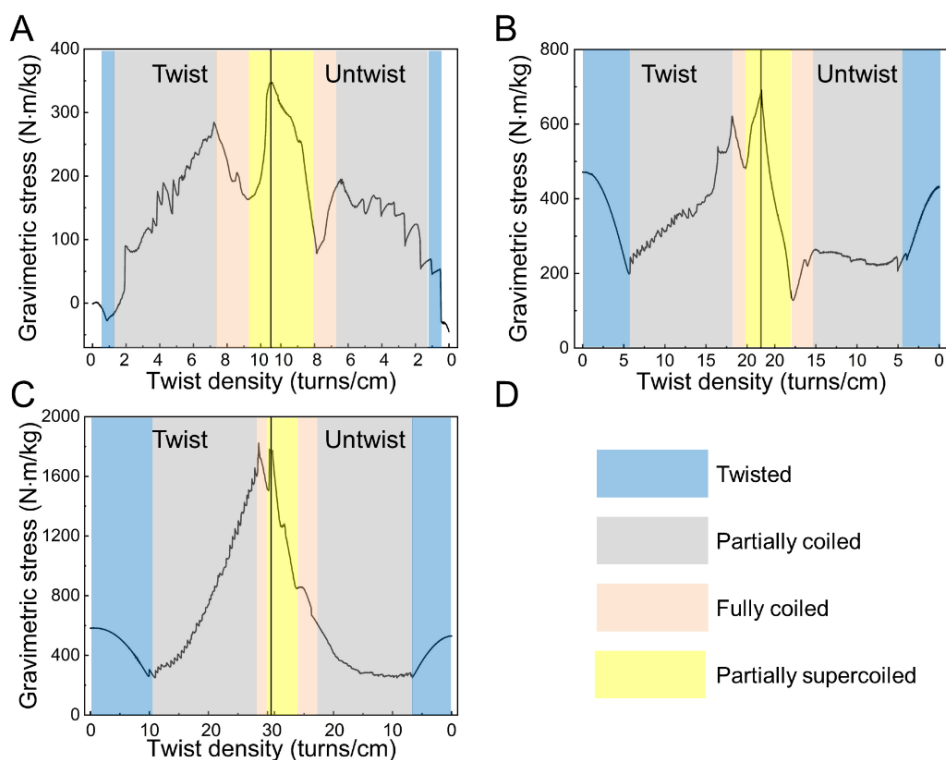 A
Gravimetric stress (N·m/kg)
400
300
200
100
0
Twist
Untwist
0 2 4 6 8 10 10 8 6 4 2 0
Twist density (turns/cm)
B
Gravimetric stress (N·m/kg)
800
600
400
200
0
Twist
Untwist
0 5 10 15 20 20 15 10 5 0
Twist density (turns/cm)
C
Gravimetric stress (N·m/kg)
2000
1600
1200
800
400
0
Twist
Untwist
0 10 20 30 20 10 0
Twist density (turns/cm)
D
Twisted
Partially coiled
Fully coiled
Partially supercoiled